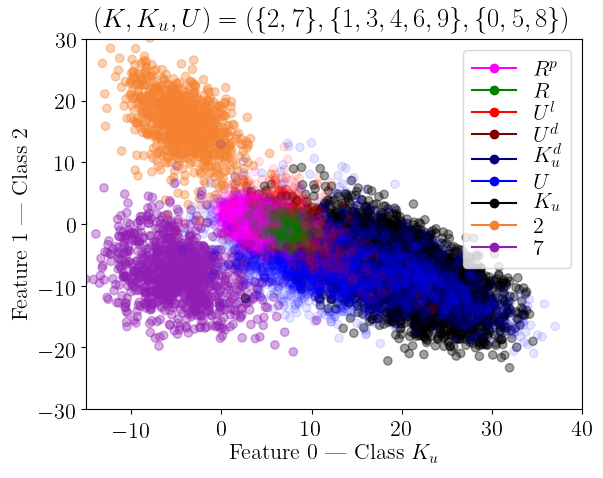 (K, K_u, U) = ({2, 7}, {1, 3, 4, 6, 9}, {0, 5, 8})
30
20
10
0
−10
−20
−30
Feature 1 — Class 2
R^p
R
U^l
U^d
K_u^d
U
K_u
2
7
−10
0
10
20
30
40
Feature 0 — Class K_u